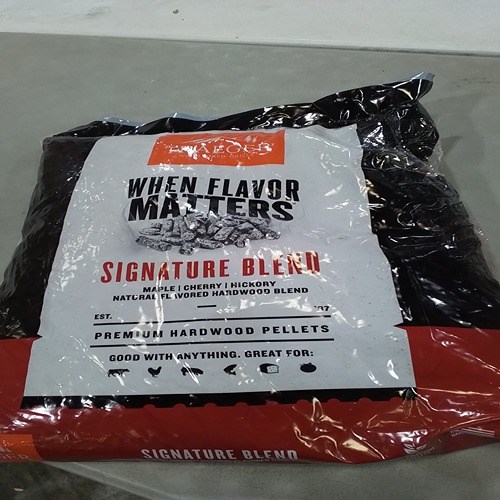 TRAEGER
WHEN FLAVOR
MATTERS
SIGNATURE BLEND
MAPLE | CHERRY | HICKORY
NATURAL FLAVORED HARDWOOD BLEND
EST.
PREMIUM HARDWOOD PELLETS
GOOD WITH ANYTHING. GREAT FOR:
SIGNATURE BLEND